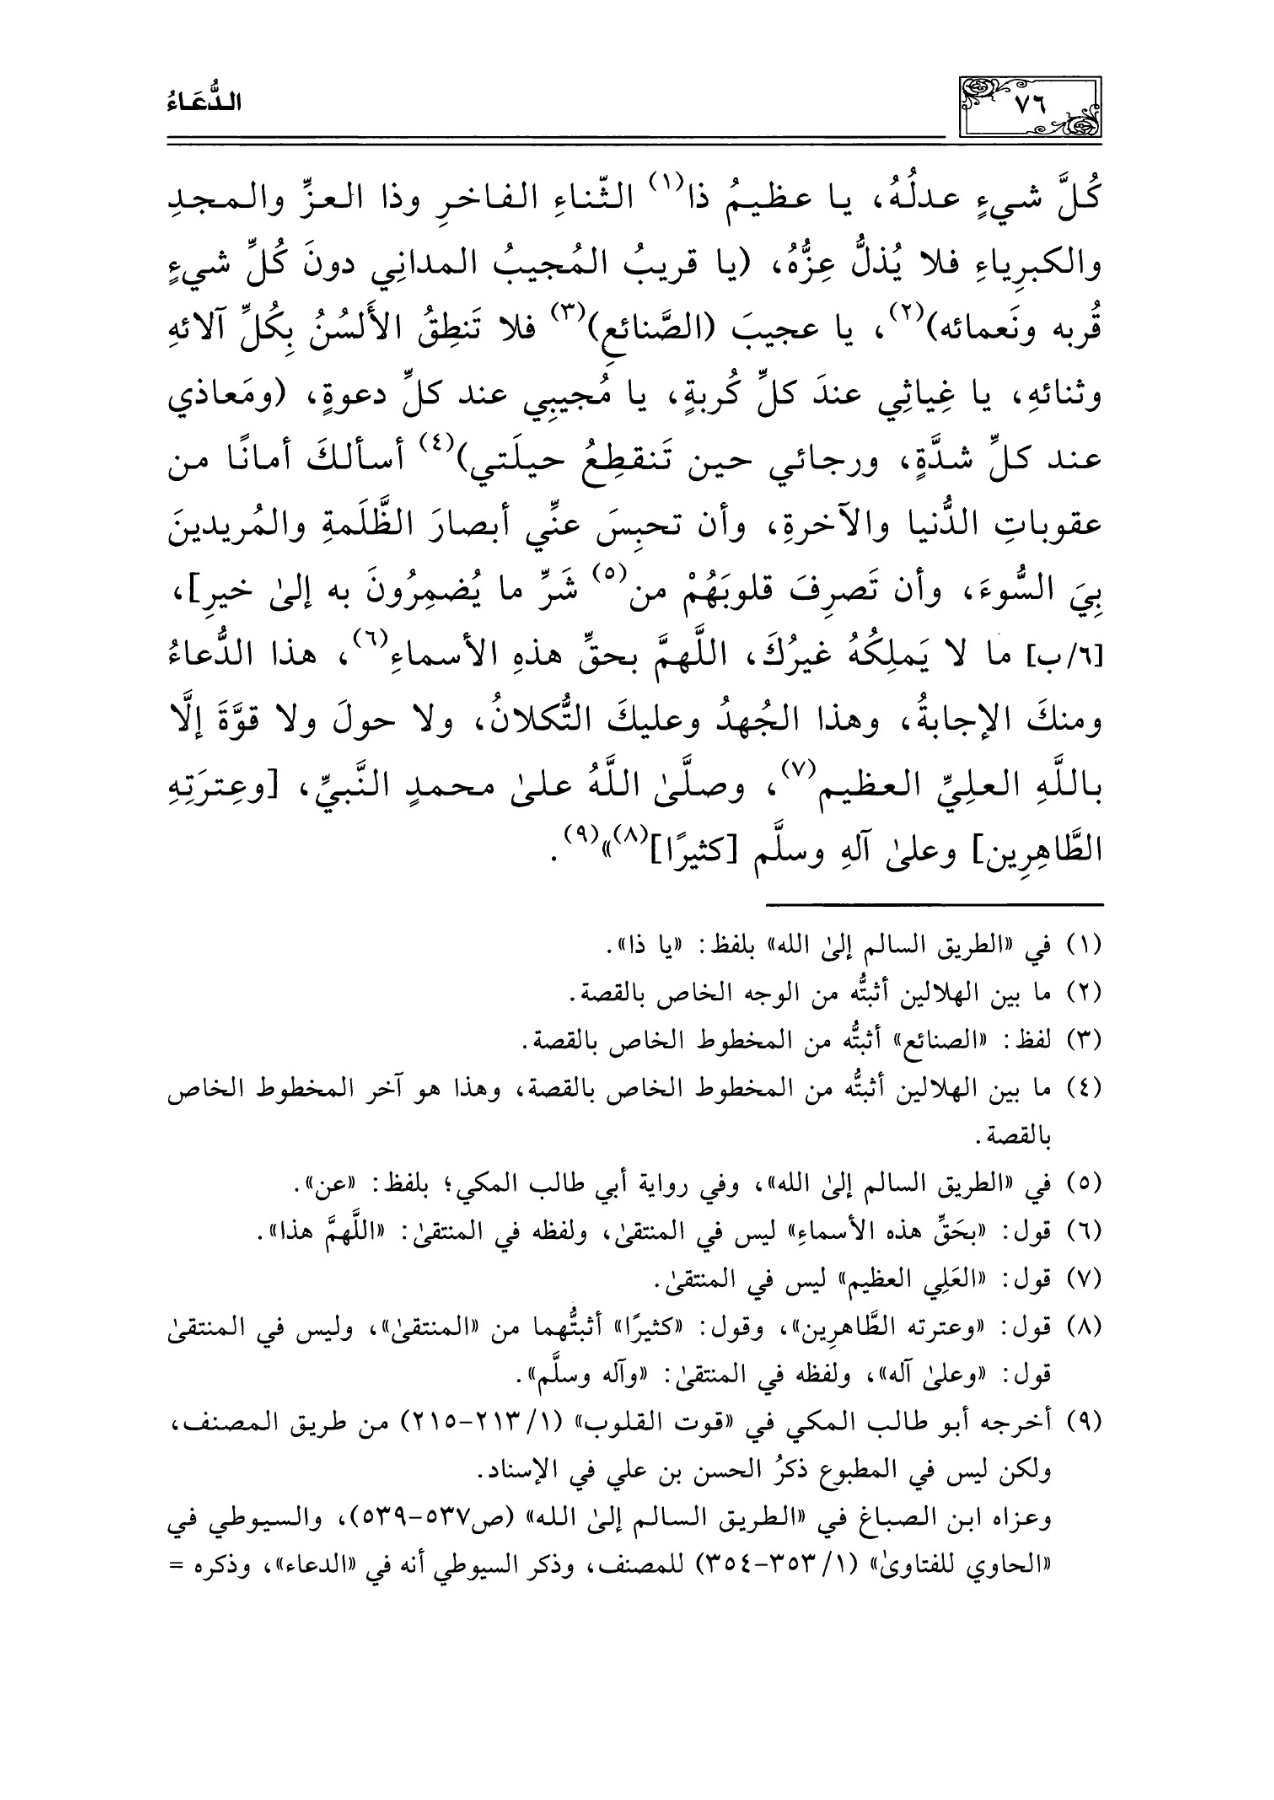 ٧٦
الدُّعَاءُ
كُلَّ شيءٍ عدلُهُ، يا عظيمُ ذا(١) الثّناءِ الفاخرِ وذا العزِّ والمجدِ
والكبرِياءِ فلا يُذلُّ عِزُّهُ، (يا قريبُ المُجيبُ المدانِي دونَ كُلِّ شيءٍ
قُربه ونَعمائه)(٢)، يا عجيبَ (الصَّنائعِ)(٣) فلا تَنطِقُ الأَلسُنُ بِكُلِّ آلائهِ
وثنائهِ، يا غِياثِي عندَ كلِّ كُربةٍ، يا مُجيبِي عند كلِّ دعوةٍ، (ومَعاذي
عند كلِّ شدَّةٍ، ورجائي حين تَنقطِعُ حيلَتي)(٤) أسألكَ أمانًا من
عقوباتِ الدُّنيا والآخرةِ، وأن تحبِسَ عنِّي أبصارَ الظَّلَمةِ والمُريدينَ
بِيَ السُّوءَ، وأن تَصرِفَ قلوبَهُمْ من(٥) شَرِّ ما يُضمِرُونَ به إلىٰ خيرِ]،
[٦/ب] ما لا يَملِكُهُ غيرُكَ، اللَّهمَّ بحقِّ هذهِ الأسماءِ(٦)، هذا الدُّعاءُ
ومنكَ الإجابةُ، وهذا الجُهدُ وعليكَ التُّكلانُ، ولا حولَ ولا قوَّةَ إلَّا
باللَّهِ العلِيِّ العظيم(٧)، وصلَّىٰ اللَّهُ علىٰ محمدٍ النَّبيِّ، [وعِترَتِهِ
الطَّاهِرِين] وعلىٰ آلهِ وسلَّم [كثيرًا](٨)»(٩).
(١) في «الطريق السالم إلىٰ الله» بلفظ: «يا ذا».
(٢) ما بين الهلالين أثبتُّه من الوجه الخاص بالقصة.
(٣) لفظ: «الصنائع» أثبتُّه من المخطوط الخاص بالقصة.
(٤) ما بين الهلالين أثبتُّه من المخطوط الخاص بالقصة، وهذا هو آخر المخطوط الخاص
بالقصة.
(٥) في «الطريق السالم إلىٰ الله»، وفي رواية أبي طالب المكي؛ بلفظ: «عن».
(٦) قول: «بحَقِّ هذه الأسماءِ» ليس في المنتقىٰ، ولفظه في المنتقىٰ: «اللَّهمَّ هذا».
(٧) قول: «العَلِي العظيم» ليس في المنتقىٰ.
(٨) قول: «وعترته الطَّاهرِين»، وقول: «كثيرًا» أثبتُّهما من «المنتقىٰ»، وليس في المنتقىٰ
قول: «وعلىٰ آله»، ولفظه في المنتقىٰ: «وآله وسلَّم».
(٩) أخرجه أبو طالب المكي في «قوت القلوب» (١/ ٢١٣-٢١٥) من طريق المصنف،
ولكن ليس في المطبوع ذكرُ الحسن بن علي في الإسناد.
وعزاه ابن الصباغ في «الطريق السالم إلىٰ الله» (ص٥٣٧-٥٣٩)، والسيوطي في
«الحاوي للفتاوىٰ» (١/ ٣٥٣-٣٥٤) للمصنف، وذكر السيوطي أنه في «الدعاء»، وذكره =